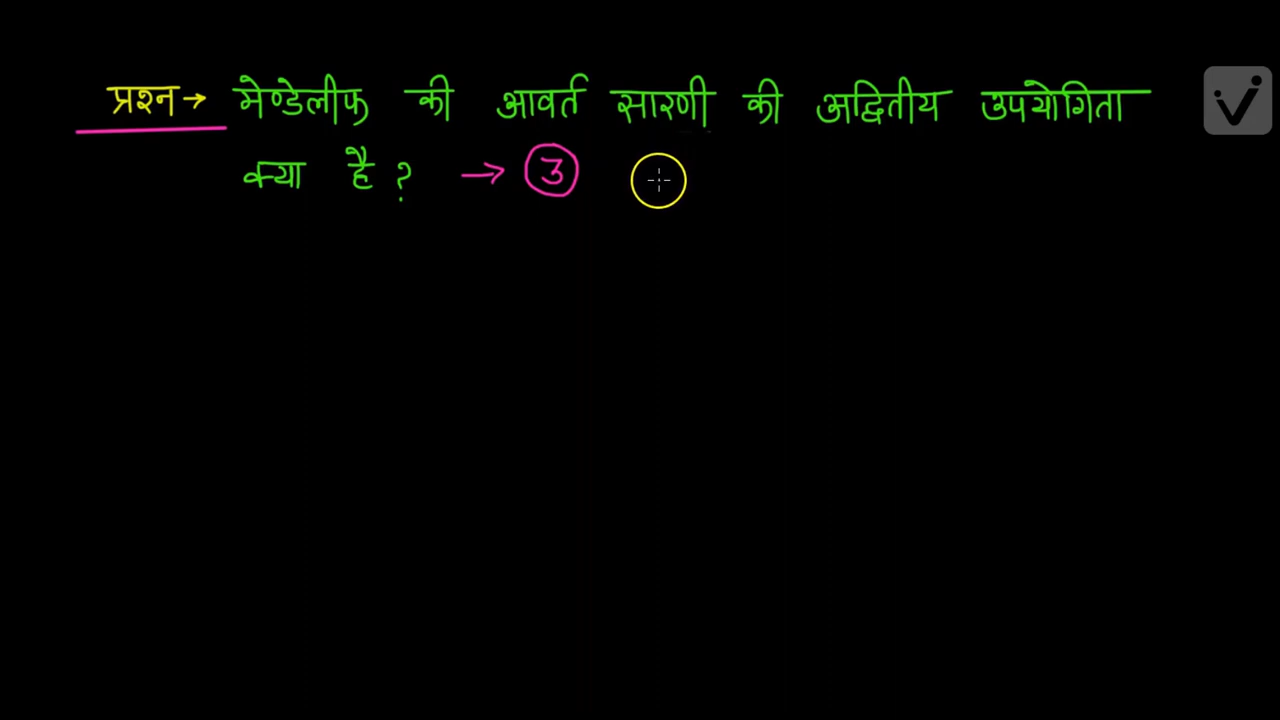 प्रश्न→ मेण्डेलीफ की आवर्त सारणी की अद्वितीय उपयोगिता
क्या है? → 3